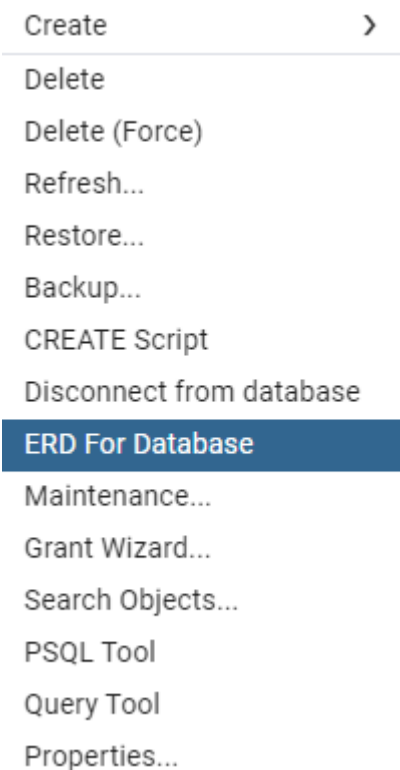 Create
Delete
Delete (Force)
Refresh...
Restore...
Backup...
CREATE Script
Disconnect from database
ERD For Database
Maintenance...
Grant Wizard...
Search Objects...
PSQL Tool
Query Tool
Properties...